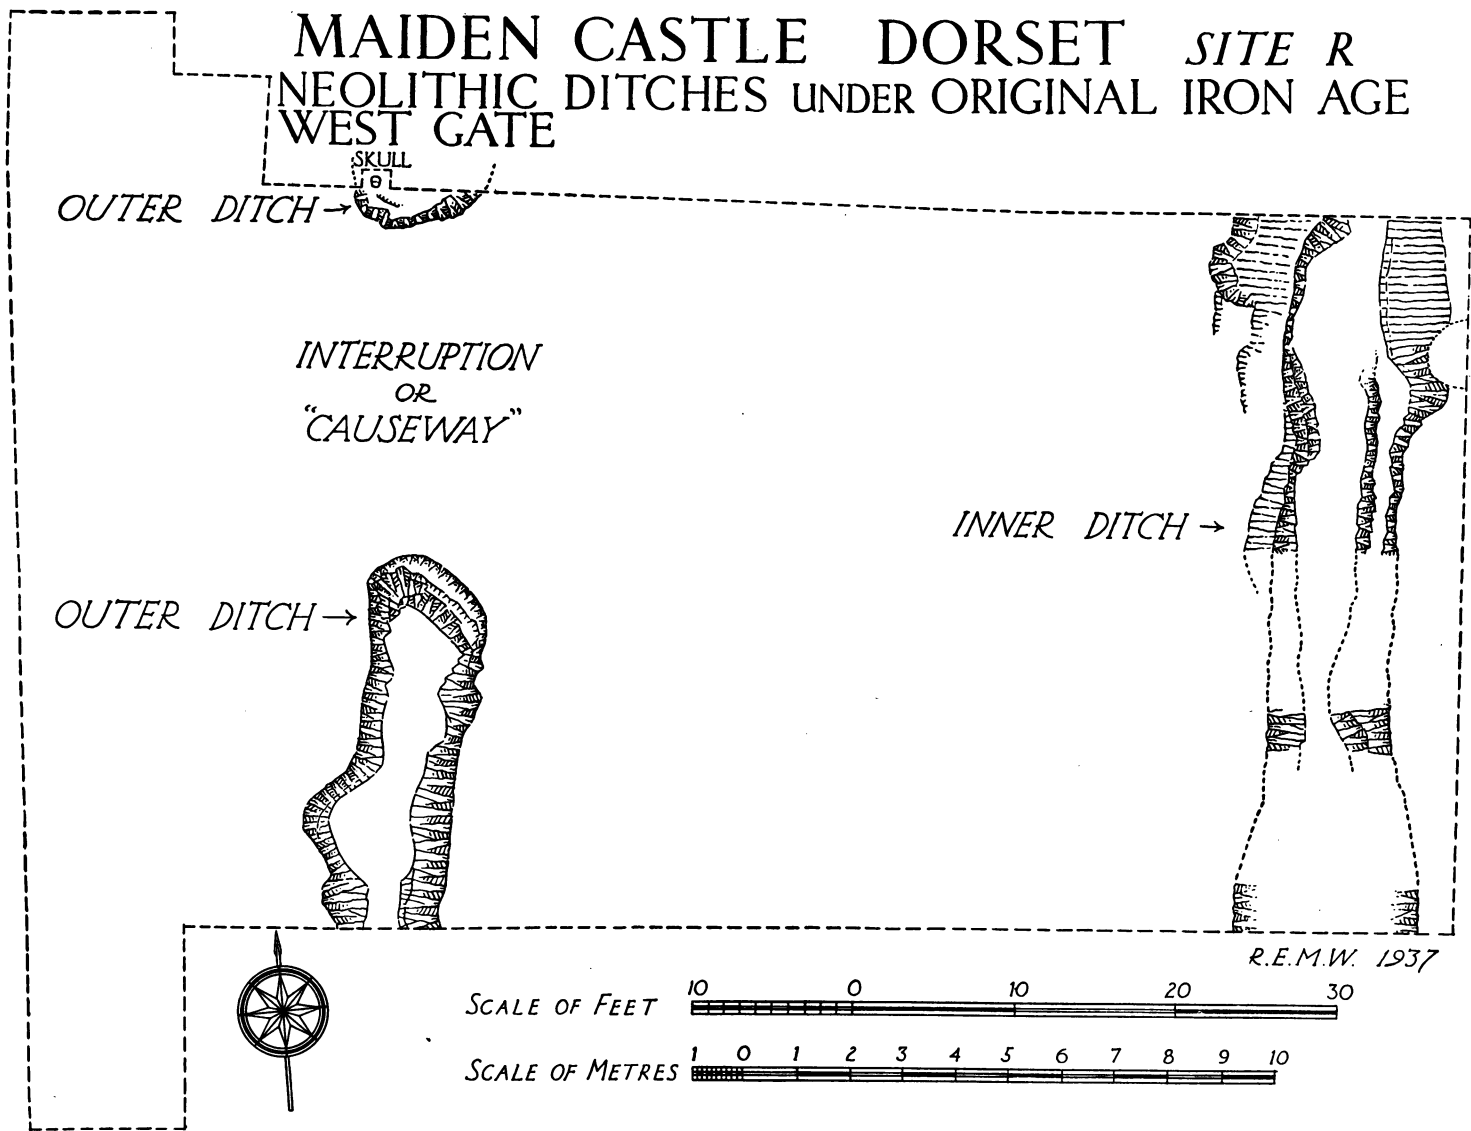 MAIDEN CASTLE DORSET SITE R
NEOLITHIC DITCHES UNDER ORIGINAL IRON AGE
WEST GATE
SKULL
OUTER DITCH→
INTERRUPTION
OR
"CAUSEWAY"
INNER DITCH→
OUTER DITCH→
R.E.M.W. 1937
SCALE OF FEET 10 0 10 20 30
SCALE OF METRES 1 0 1 2 3 4 5 6 7 8 9 10